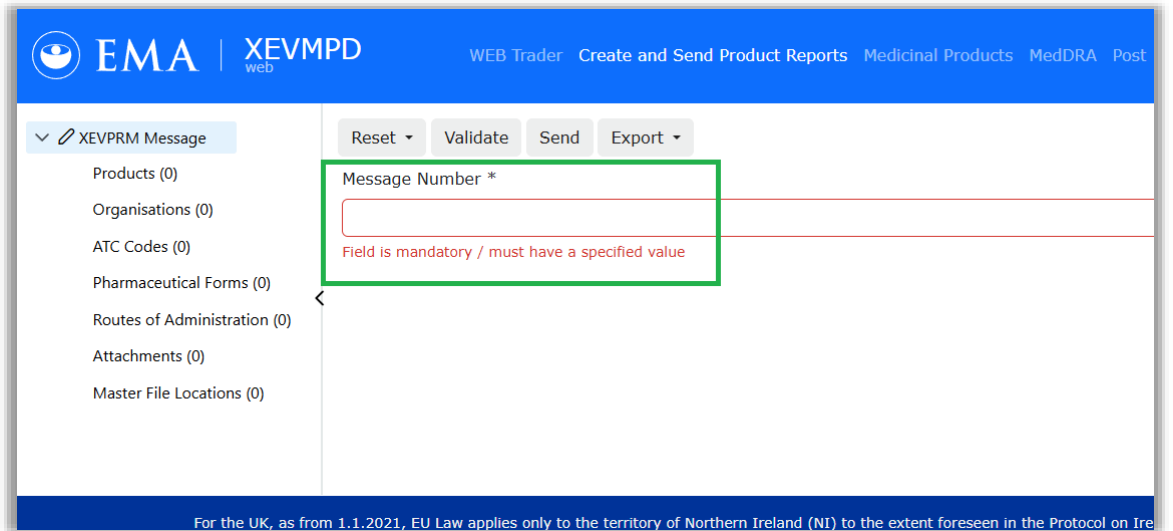 EMA | XEVMPD
web
WEB Trader Create and Send Product Reports Medicinal Products MedDRA Post
XEVPRM Message
Products (0)
Organisations (0)
ATC Codes (0)
Pharmaceutical Forms (0)
Routes of Administration (0)
Attachments (0)
Master File Locations (0)
Reset Validate Send Export
Message Number *
Field is mandatory / must have a specified value
For the UK, as from 1.1.2021, EU Law applies only to the territory of Northern Ireland (NI) to the extent foreseen in the Protocol on Ire